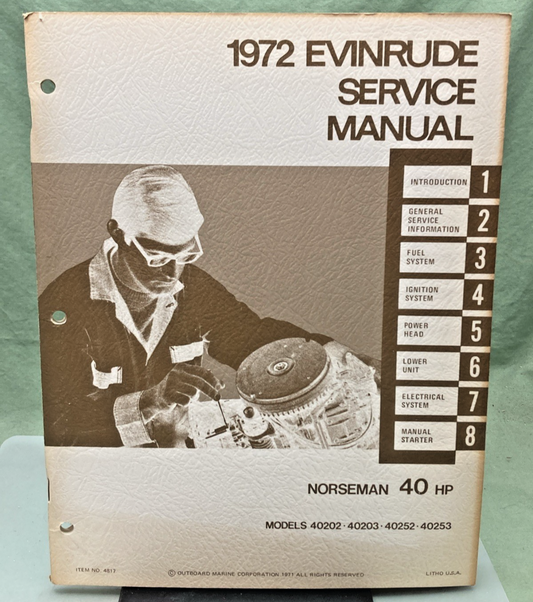 1972 EVINRUDE
SERVICE
MANUAL
INTRODUCTION 1
GENERAL
SERVICE
INFORMATION 2
FUEL
SYSTEM 3
IGNITION
SYSTEM 4
POWER
HEAD 5
LOWER
UNIT 6
ELECTRICAL
SYSTEM 7
MANUAL
STARTER 8
NORSEMAN 40 HP
MODELS 40202 · 40203 · 40252 · 40253
ITEM NO. 4817
© OUTBOARD MARINE CORPORATION 1971 ALL RIGHTS RESERVED
LITHO U.S.A.